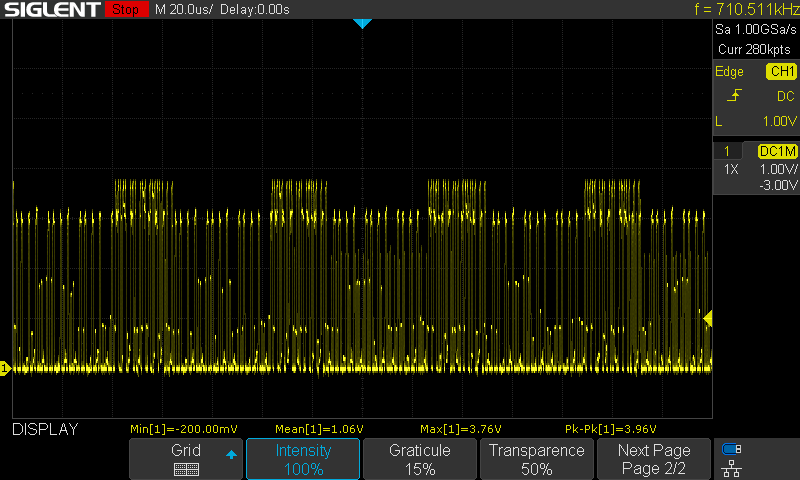 SIGLENT Stop M 20.0us/ Delay:0.00s f = 710.511kHz
Sa 1.00GSa/s
Curr 280kpts
Edge CH1
DC
L 1.00V
1 DC1M
1X 1.00V/
-3.00V
1
DISPLAY Min[1]=-200.00mV Mean[1]=1.06V Max[1]=3.76V Pk-Pk[1]=3.96V
Grid Intensity Graticule Transparence Next Page
100% 15% 50% Page 2/2